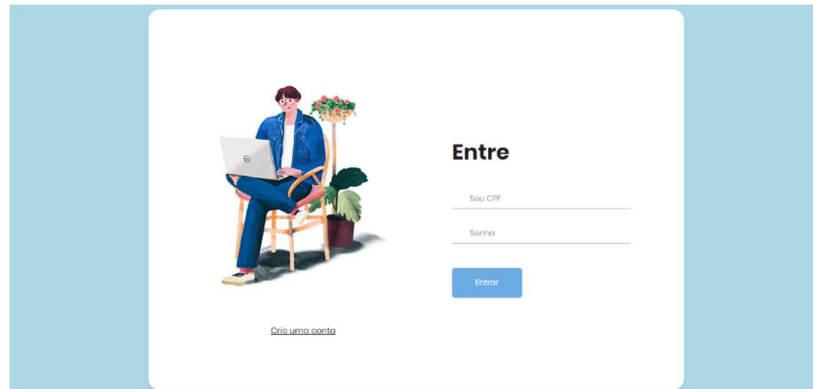 Entre
Seu CPF
Senha
Entrar
Crie uma conta